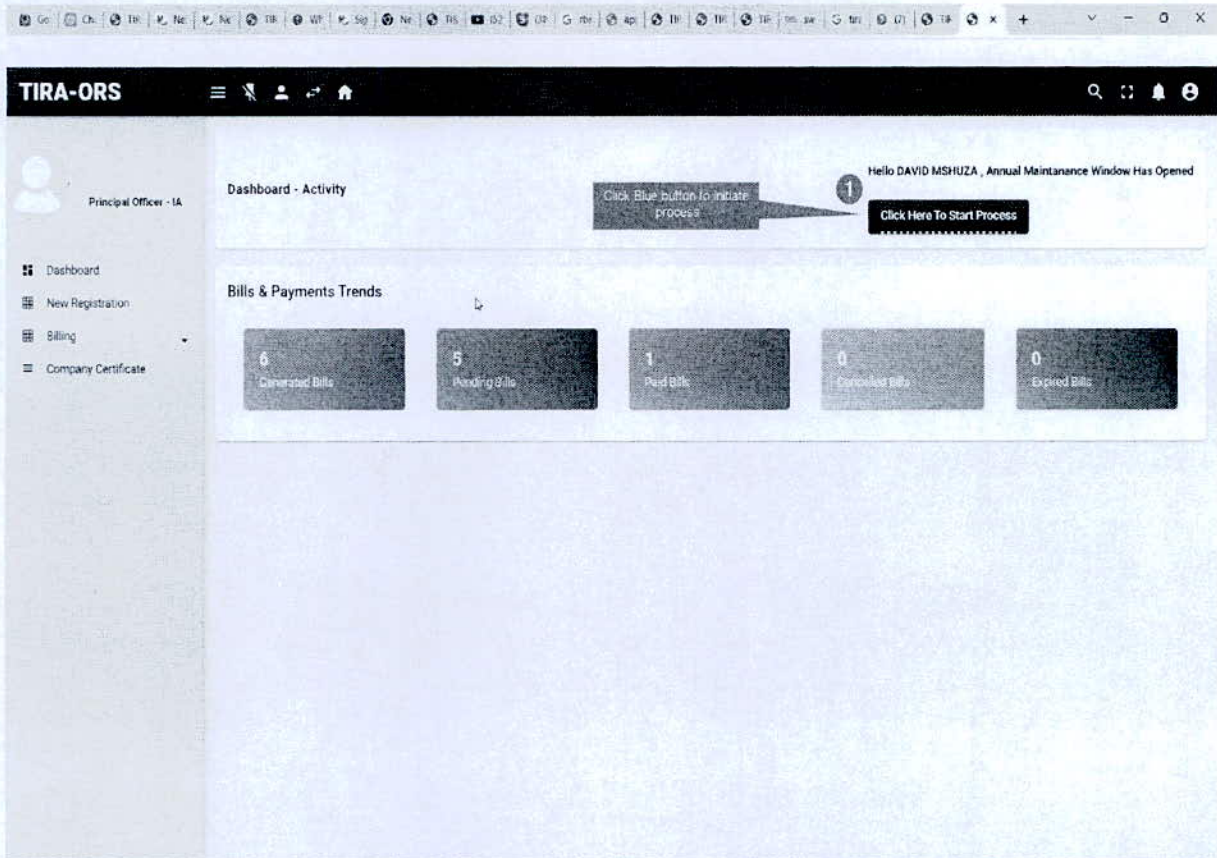 TIRA-ORS
Principal Officer - IA
Dashboard
New Registration
Billing
Company Certificate
Dashboard - Activity
Click Blue button to initiate
process
1
Hello DAVID MSHUZA , Annual Maintanance Window Has Opened
Click Here To Start Process
Bills & Payments Trends
6
Generated Bills
5
Pending Bills
1
Paid Bills
0
Cancelled Bills
0
Expired Bills